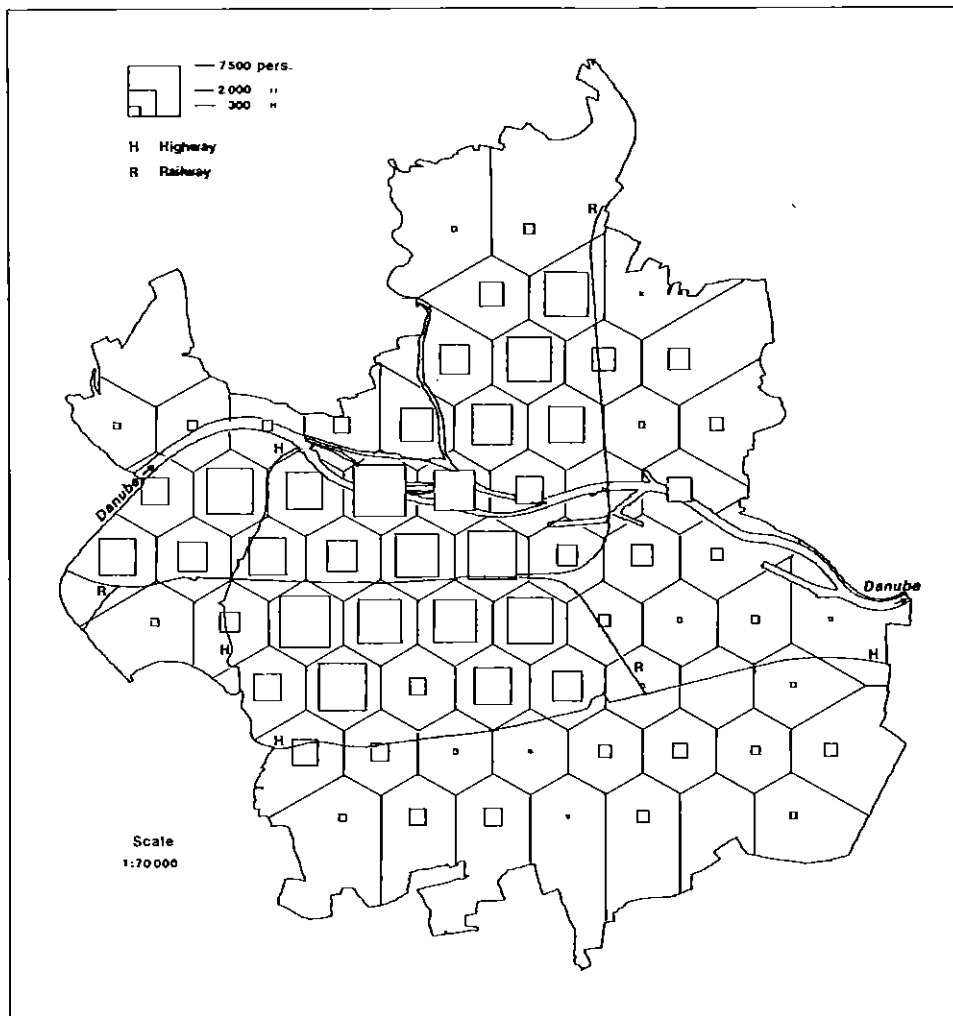 7500 pers.
2000 "
300 "
H Highway
R Railway
R
H
Danube
R
H
Danube
H
R
H
Scale
1:70000